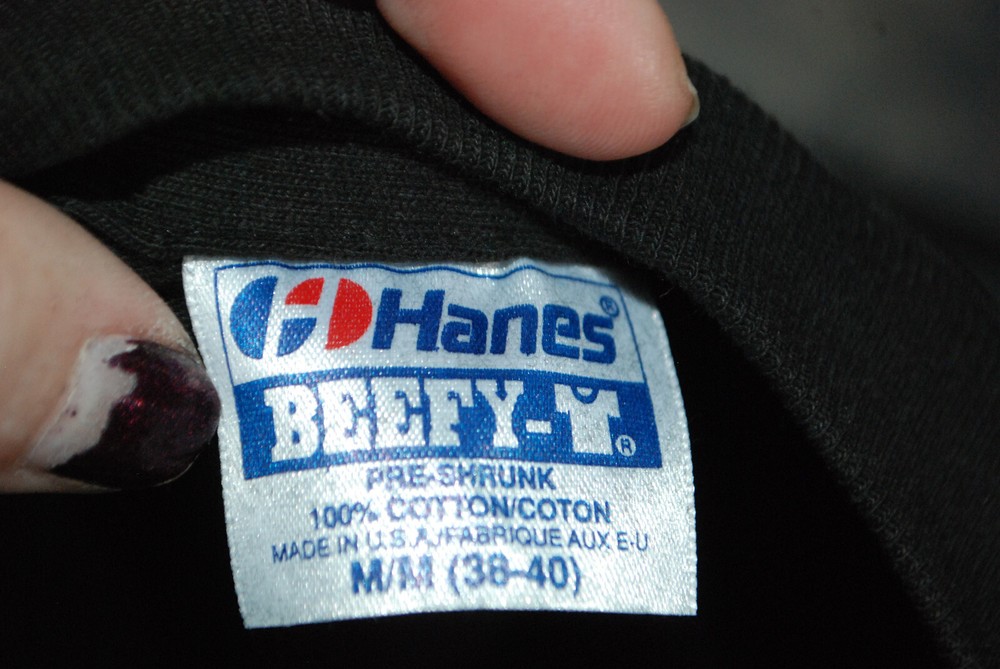 Hanes®
BEEFY-T®
PRE-SHRUNK
100% COTTON/COTON
MADE IN U.S.A./FABRIQUE AUX E-U
M/M (38-40)